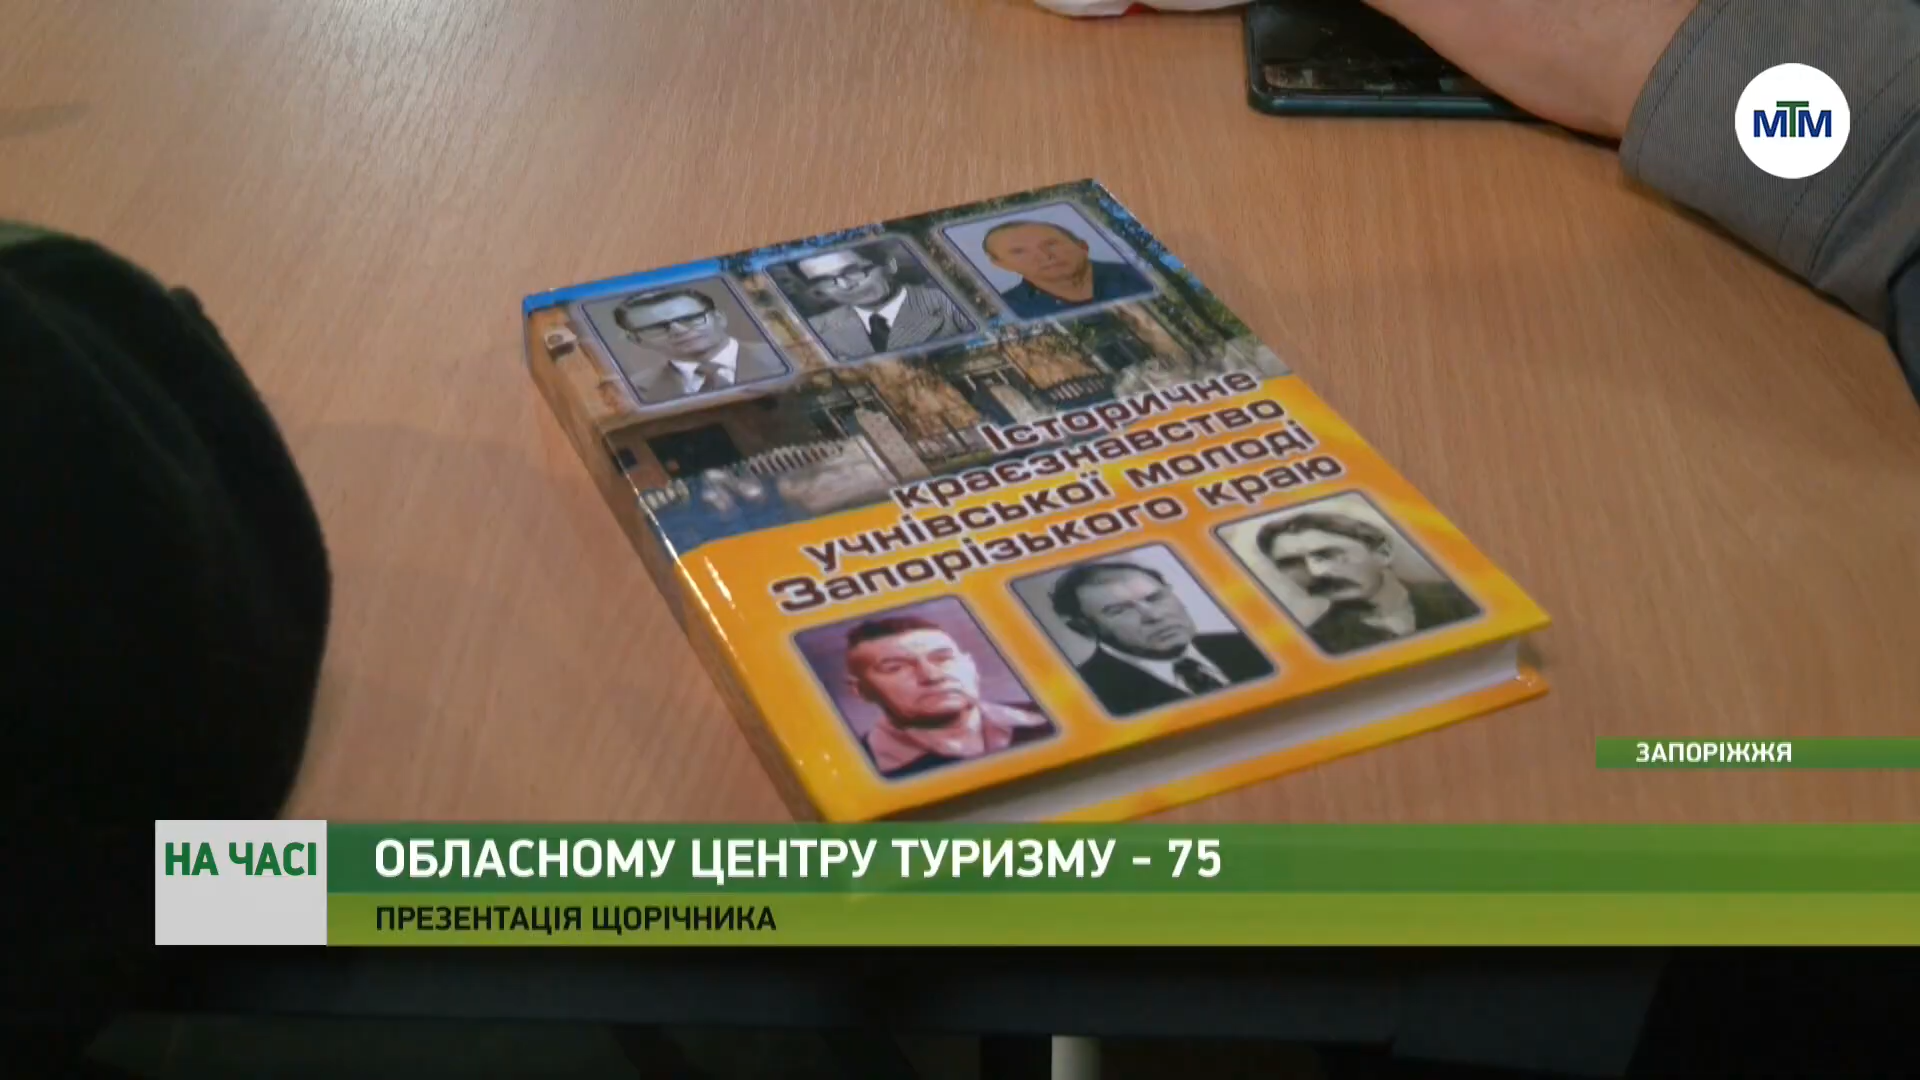 МТМ
Історичне
краєзнавство
учнівської молоді
Запорізького краю
ЗАПОРІЖЖЯ
НА ЧАСІ
ОБЛАСНОМУ ЦЕНТРУ ТУРИЗМУ - 75
ПРЕЗЕНТАЦІЯ ЩОРІЧНИКА